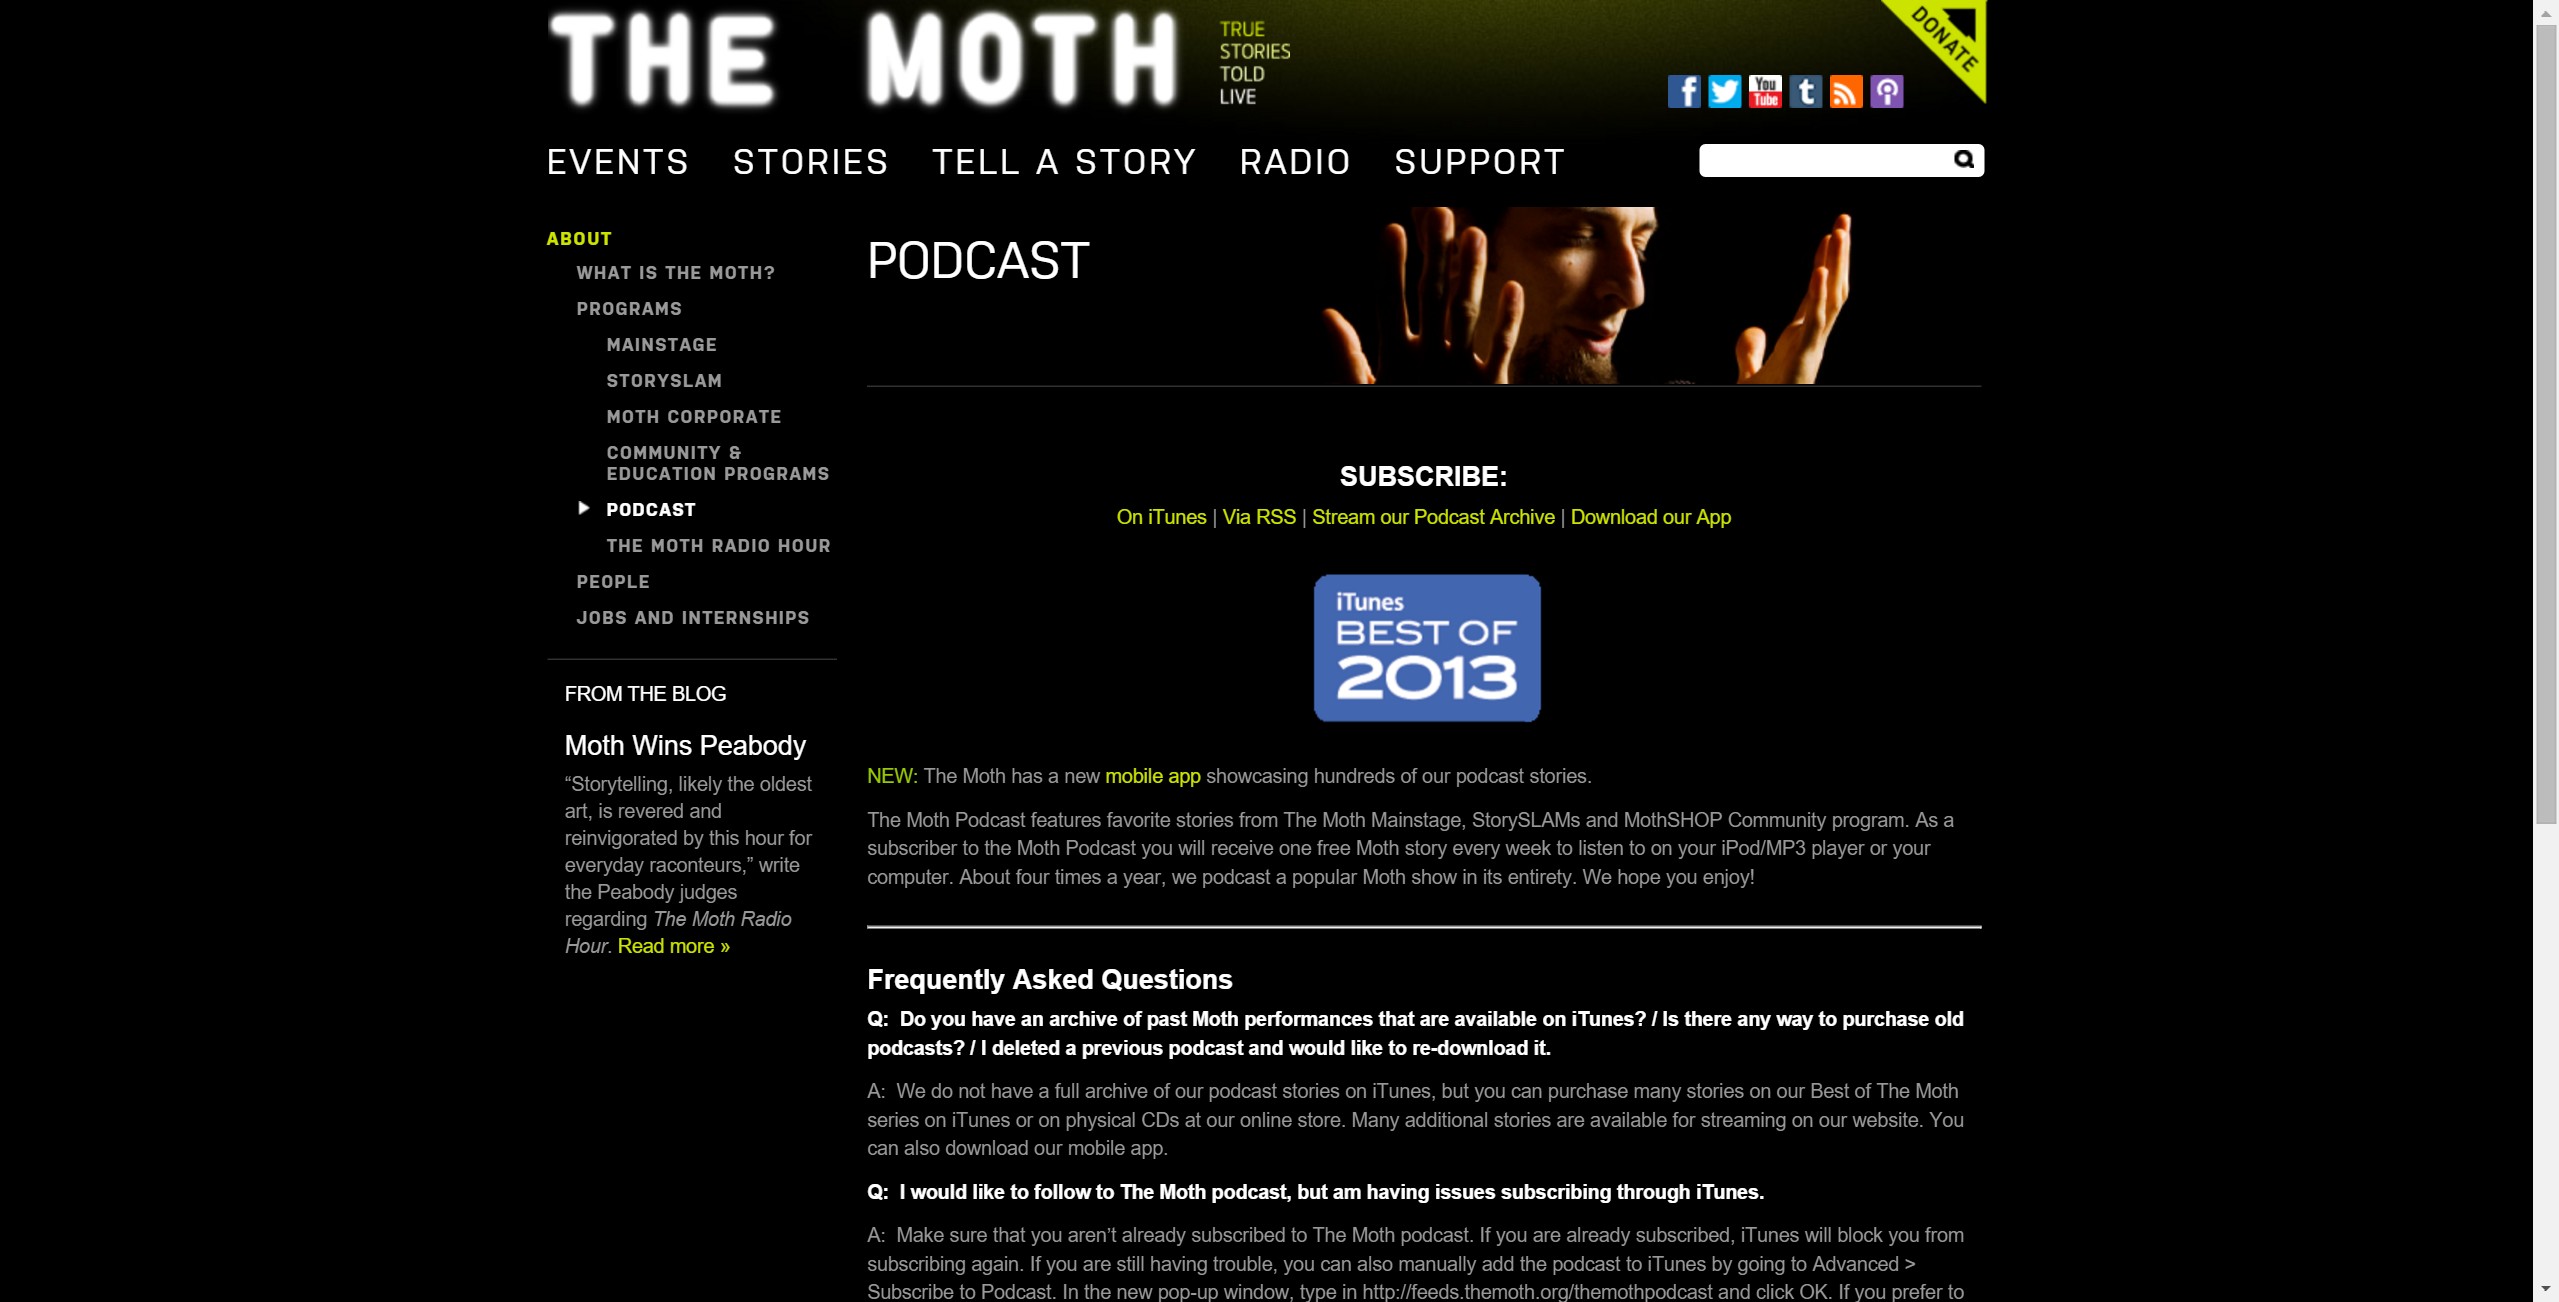 THE MOTH
TRUE
STORIES
TOLD
LIVE
DONATE
You
Tube
EVENTS STORIES TELL A STORY RADIO SUPPORT
ABOUT
WHAT IS THE MOTH?
PROGRAMS
MAINSTAGE
STORYSLAM
MOTH CORPORATE
COMMUNITY &
EDUCATION PROGRAMS
PODCAST
THE MOTH RADIO HOUR
PEOPLE
JOBS AND INTERNSHIPS
FROM THE BLOG
Moth Wins Peabody
“Storytelling, likely the oldest
art, is revered and
reinvigorated by this hour for
everyday raconteurs,” write
the Peabody judges
regarding The Moth Radio
Hour. Read more »
PODCAST
SUBSCRIBE:
On iTunes | Via RSS | Stream our Podcast Archive | Download our App
iTunes
BEST OF
2013
NEW: The Moth has a new mobile app showcasing hundreds of our podcast stories.
The Moth Podcast features favorite stories from The Moth Mainstage, StorySLAMs and MothSHOP Community program. As a
subscriber to the Moth Podcast you will receive one free Moth story every week to listen to on your iPod/MP3 player or your
computer. About four times a year, we podcast a popular Moth show in its entirety. We hope you enjoy!
Frequently Asked Questions
Q:  Do you have an archive of past Moth performances that are available on iTunes? / Is there any way to purchase old
podcasts? / I deleted a previous podcast and would like to re-download it.
A:  We do not have a full archive of our podcast stories on iTunes, but you can purchase many stories on our Best of The Moth
series on iTunes or on physical CDs at our online store. Many additional stories are available for streaming on our website. You
can also download our mobile app.
Q:  I would like to follow to The Moth podcast, but am having issues subscribing through iTunes.
A:  Make sure that you aren’t already subscribed to The Moth podcast. If you are already subscribed, iTunes will block you from
subscribing again. If you are still having trouble, you can also manually add the podcast to iTunes by going to Advanced >
Subscribe to Podcast. In the new pop-up window, type in http://feeds.themoth.org/themothpodcast and click OK. If you prefer to